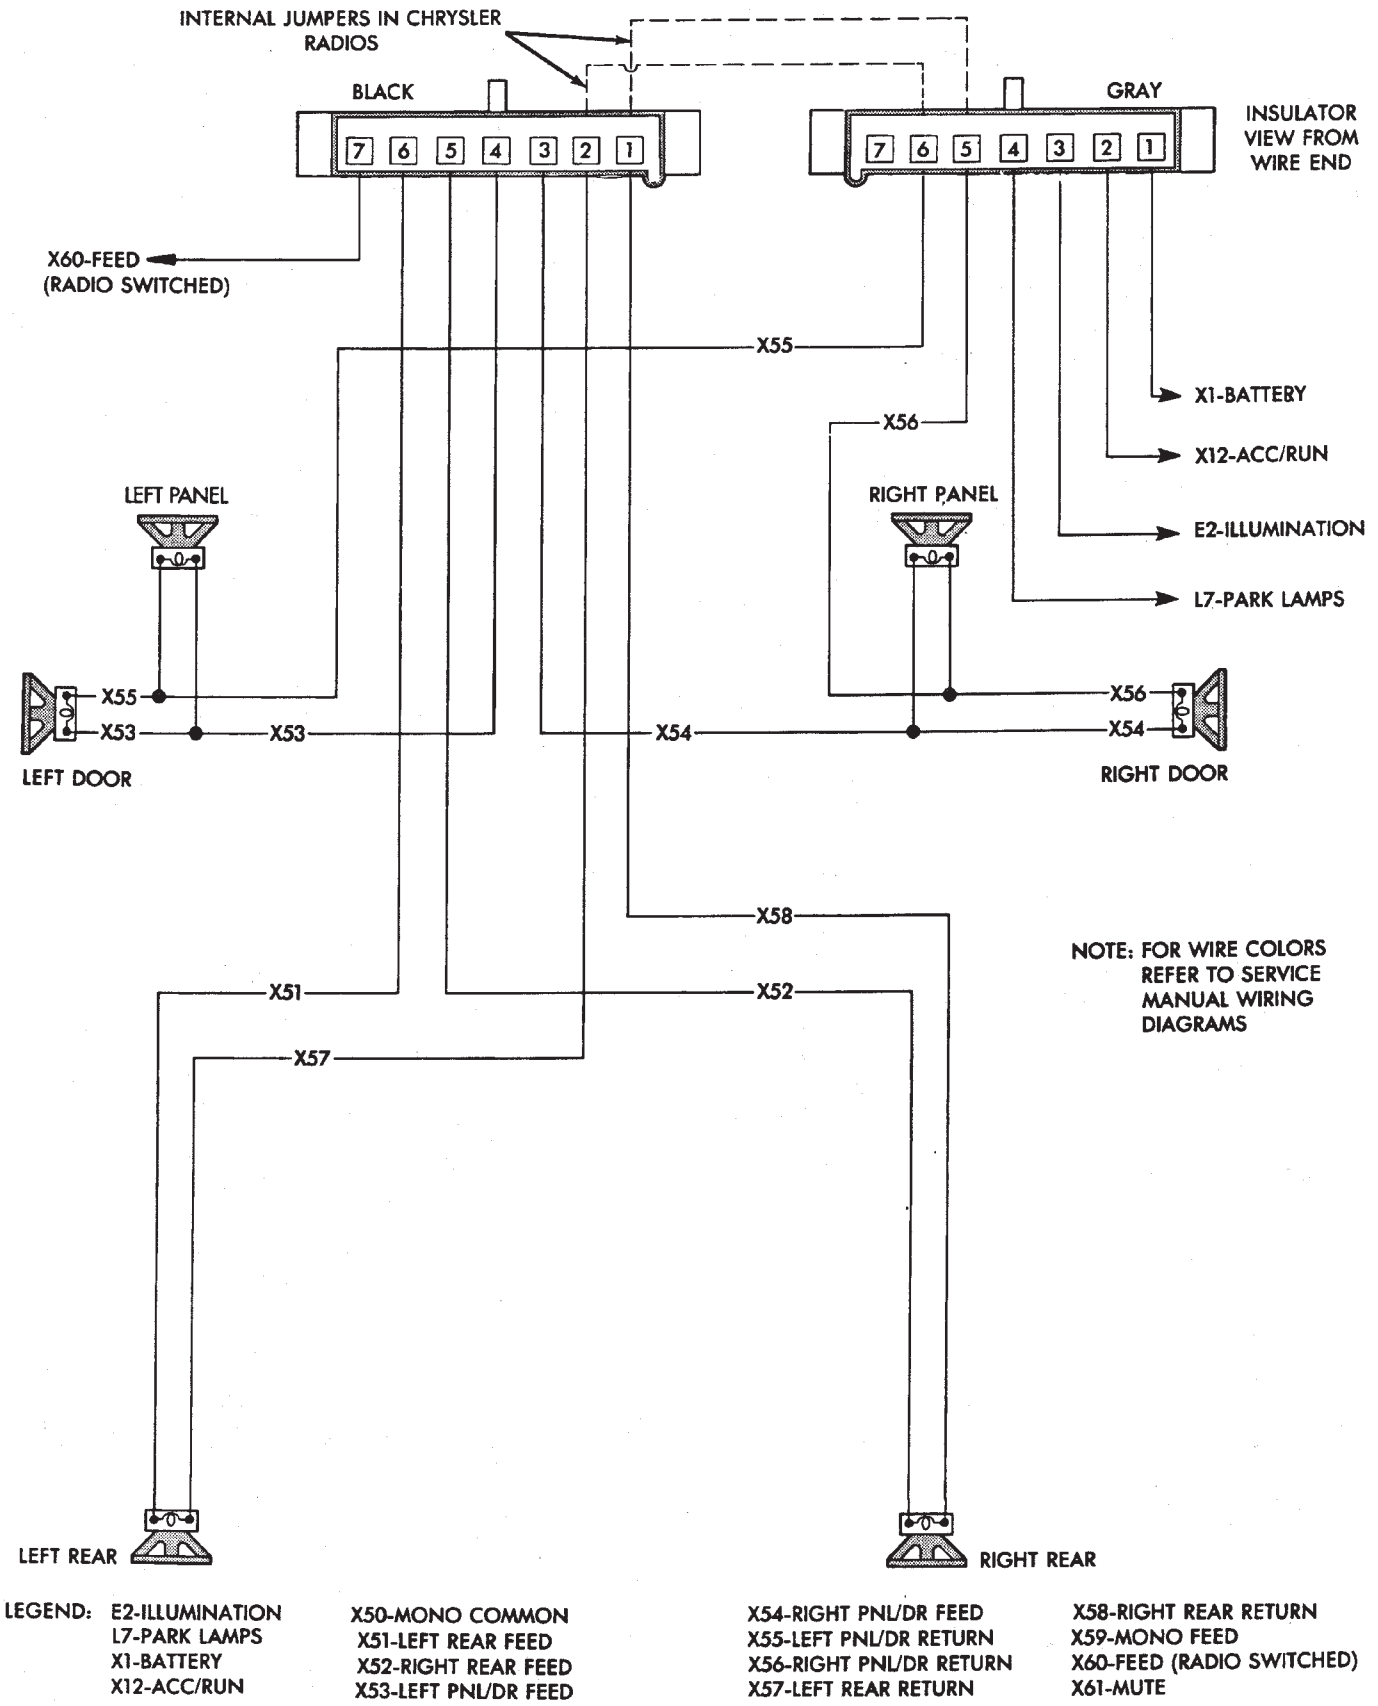 INTERNAL JUMPERS IN CHRYSLER
RADIOS
BLACK
GRAY
INSULATOR
VIEW FROM
WIRE END
7 6 5 4 3 2 1
7 6 5 4 3 2 1
X60-FEED
(RADIO SWITCHED)
X55
X1-BATTERY
X56
X12-ACC/RUN
LEFT PANEL
RIGHT PANEL
E2-ILLUMINATION
L7-PARK LAMPS
X55
X56
X53
X53
X54
X54
LEFT DOOR
RIGHT DOOR
X58
NOTE: FOR WIRE COLORS
REFER TO SERVICE
MANUAL WIRING
DIAGRAMS
X51
X52
X57
LEFT REAR
RIGHT REAR
LEGEND: E2-ILLUMINATION
L7-PARK LAMPS
X1-BATTERY
X12-ACC/RUN
X50-MONO COMMON
X51-LEFT REAR FEED
X52-RIGHT REAR FEED
X53-LEFT PNL/DR FEED
X54-RIGHT PNL/DR FEED
X55-LEFT PNL/DR RETURN
X56-RIGHT PNL/DR RETURN
X57-LEFT REAR RETURN
X58-RIGHT REAR RETURN
X59-MONO FEED
X60-FEED (RADIO SWITCHED)
X61-MUTE